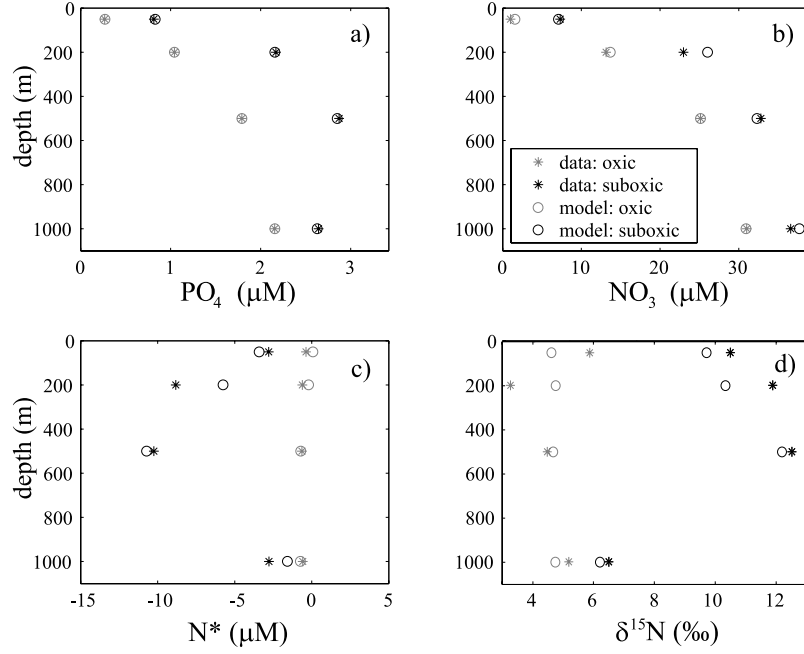 0
200
400
600
800
1000
depth (m)
a)
0
1
2
3
PO4 (μM)
0
200
400
600
800
1000
b)
data: oxic
data: suboxic
model: oxic
model: suboxic
0
10
20
30
NO3 (μM)
0
200
400
600
800
1000
depth (m)
c)
-15
-10
-5
0
N* (μM)
0
200
400
600
800
1000
d)
4
6
8
10
12
δ15N (‰)